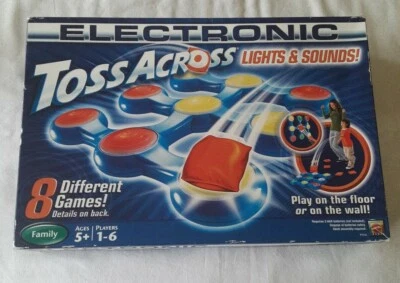 ELECTRONIC
TOSS ACROSS
LIGHTS & SOUNDS!
8 Different Games!
Details on back.
Play on the floor
or on the wall!
Family
AGES 5+
PLAYERS 1-6